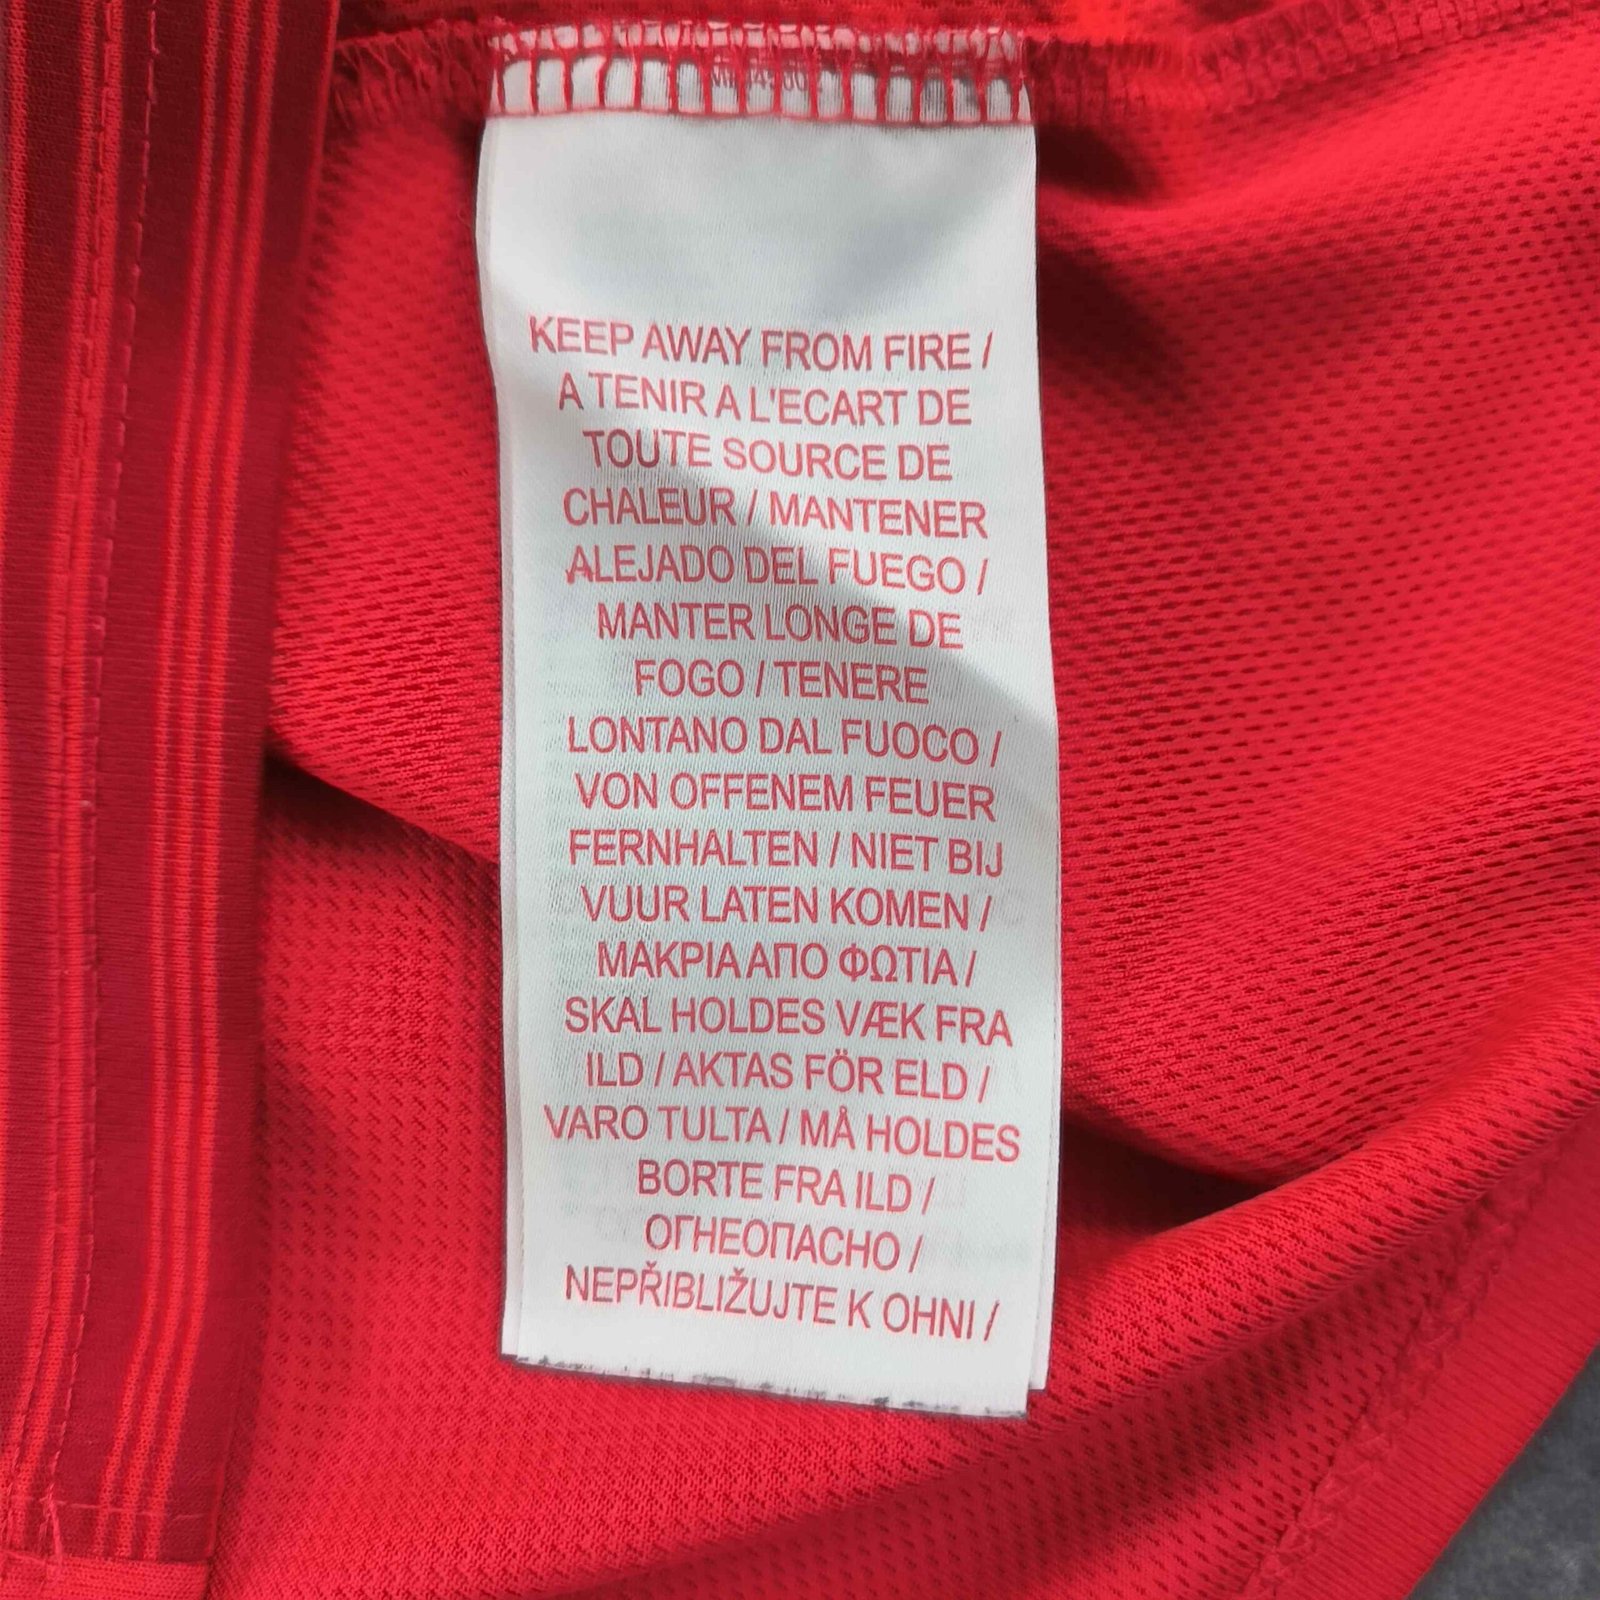 KEEP AWAY FROM FIRE /
A TENIR A L'ECART DE
TOUTE SOURCE DE
CHALEUR / MANTENER
ALEJADO DEL FUEGO /
MANTER LONGE DE
FOGO / TENERE
LONTANO DAL FUOCO /
VON OFFENEM FEUER
FERNHALTEN / NIET BIJ
VUUR LATEN KOMEN /
ΜΑΚΡΙΑ ΑΠΟ ΦΩΤΙΑ /
SKAL HOLDES VÆK FRA
ILD / AKTAS FÖR ELD /
VARO TULTA / MÅ HOLDES
BORTE FRA ILD /
ОГНЕОПАСНО /
NEPŘIBLIŽUJTE K OHNI /